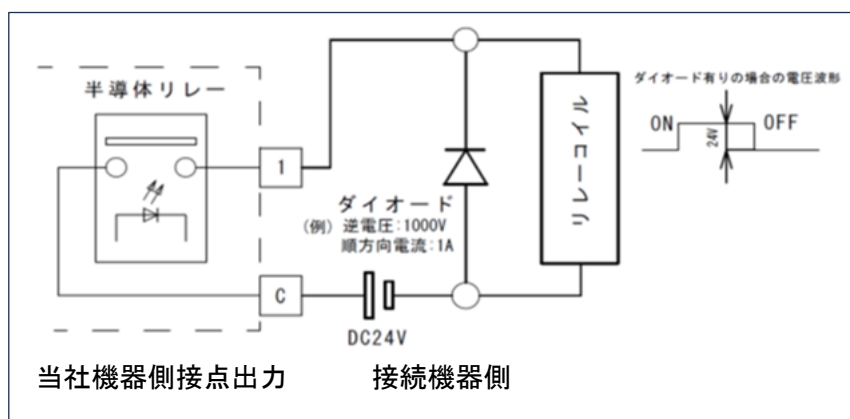 半導体リレー
1
C
ダイオード
(例) 逆電圧:1000V
順方向電流:1A
DC24V
リレーコイル
ダイオード有りの場合の電圧波形
ON
24V
OFF
当社機器側接点出力
接続機器側